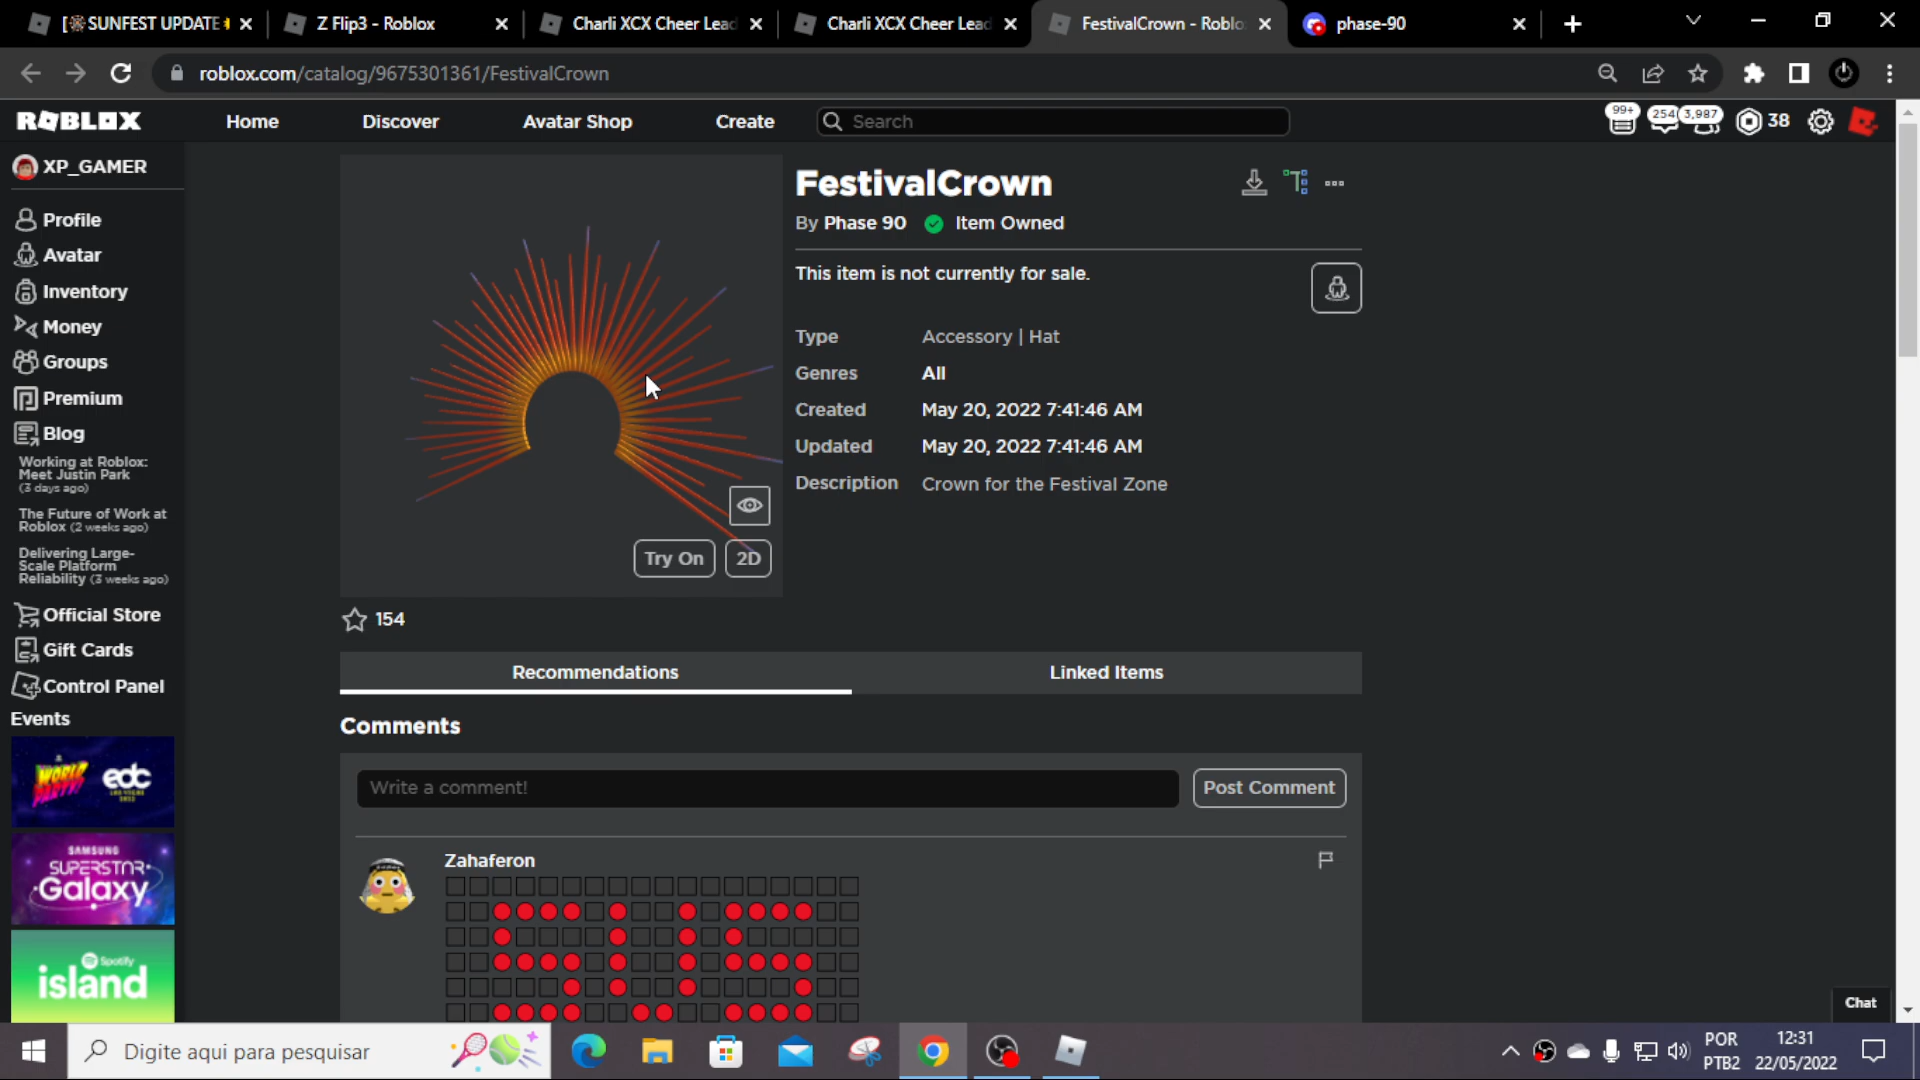 [🎆SUNFEST UPDATE
Z Flip3 - Roblox
Charli XCX Cheer Lead
Charli XCX Cheer Lead
FestivalCrown - Roblo
phase-90
roblox.com/catalog/9675301361/FestivalCrown
ROBLOX
Home
Discover
Avatar Shop
Create
Search
99+
254
3,987
38
XP_GAMER
Profile
Avatar
Inventory
Money
Groups
Premium
Blog
Working at Roblox:
Meet Justin Park
(3 days ago)
The Future of Work at
Roblox (2 weeks ago)
Delivering Large-
Scale Platform
Reliability (3 weeks ago)
Official Store
Gift Cards
Control Panel
Events
WORLD
PARTY!
edc
LAS VEGAS
2022
SAMSUNG
SUPERSTAR
Galaxy
Spotify
island
Try On
2D
154
FestivalCrown
By Phase 90
Item Owned
This item is not currently for sale.
Type
Accessory | Hat
Genres
All
Created
May 20, 2022 7:41:46 AM
Updated
May 20, 2022 7:41:46 AM
Description
Crown for the Festival Zone
Recommendations
Linked Items
Comments
Write a comment!
Post Comment
Zahaferon
Chat
Digite aqui para pesquisar
POR
PTB2
12:31
22/05/2022